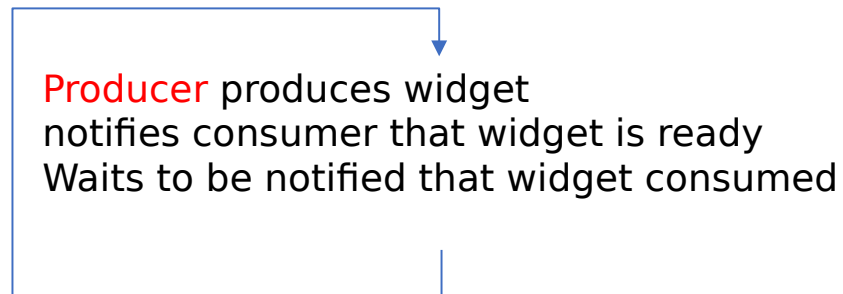 Producer produces widget
notifies consumer that widget is ready
Waits to be notified that widget consumed